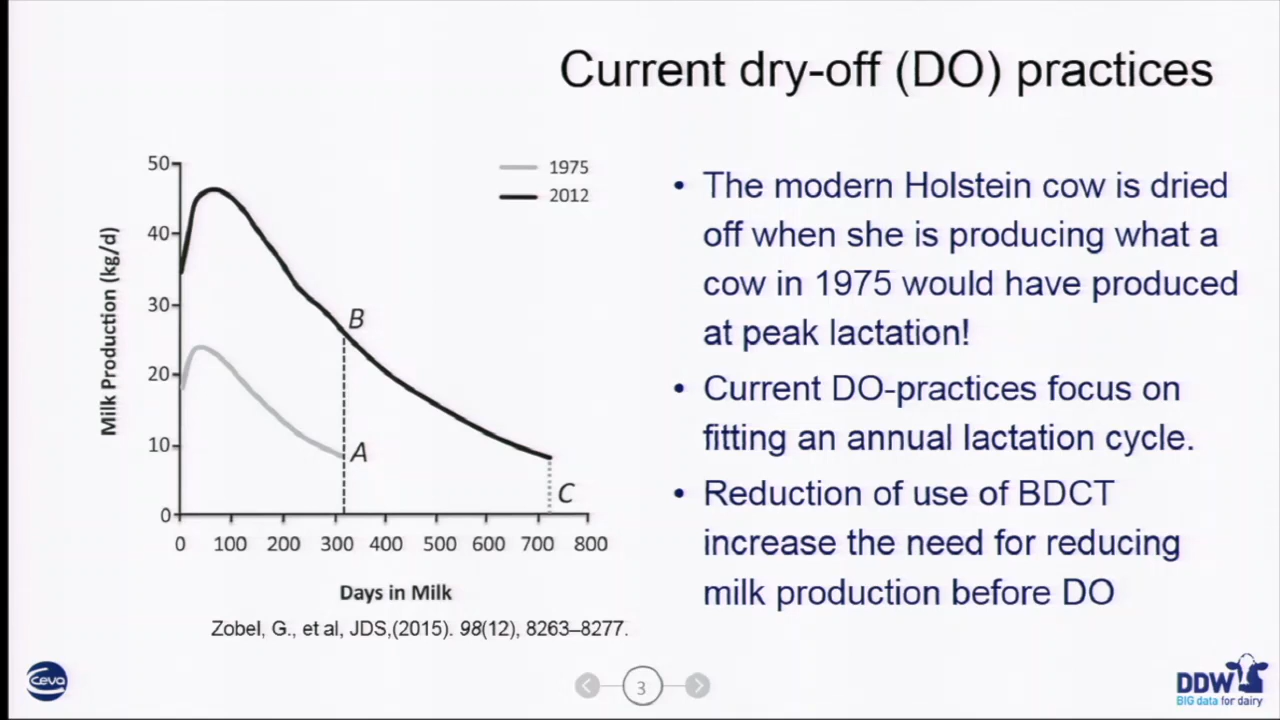 Current dry-off (DO) practices
50
40
30
20
10
0
0 100 200 300 400 500 600 700 800
Milk Production (kg/d)
Days in Milk
1975
2012
B
A
C
Zobel, G., et al, JDS,(2015). 98(12), 8263–8277.
• The modern Holstein cow is dried
off when she is producing what a
cow in 1975 would have produced
at peak lactation!
• Current DO-practices focus on
fitting an annual lactation cycle.
• Reduction of use of BDCT
increase the need for reducing
milk production before DO
ceva
3
DDW
BIG data for dairy